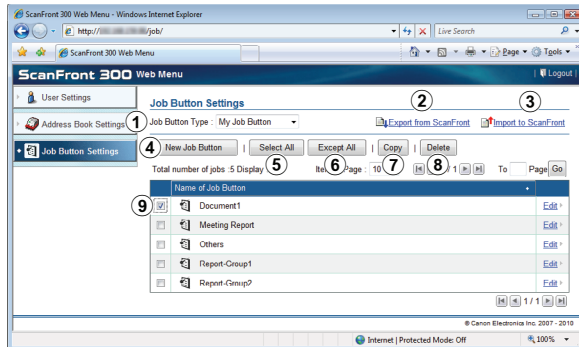 ScanFront 300 Web Menu - Windows Internet Explorer
http:// /job/
Live Search
ScanFront 300 Web Menu
Page Tools
ScanFront 300 Web Menu
Logout
User Settings
Address Book Settings
Job Button Settings
Job Button Settings
2 3
1 Job Button Type : My Job Button Export from ScanFront Import to ScanFront
4 New Job Button | Select All Except All | Copy | Delete
5 6 7 8
Total number of jobs :5 Display Page : 10 / 1 To Page Go
Name of Job Button
9 Document1 Edit
Meeting Report Edit
Others Edit
Report-Group1 Edit
Report-Group2 Edit
1 / 1
© Canon Electronics Inc. 2007 - 2010
Internet | Protected Mode: Off 100%